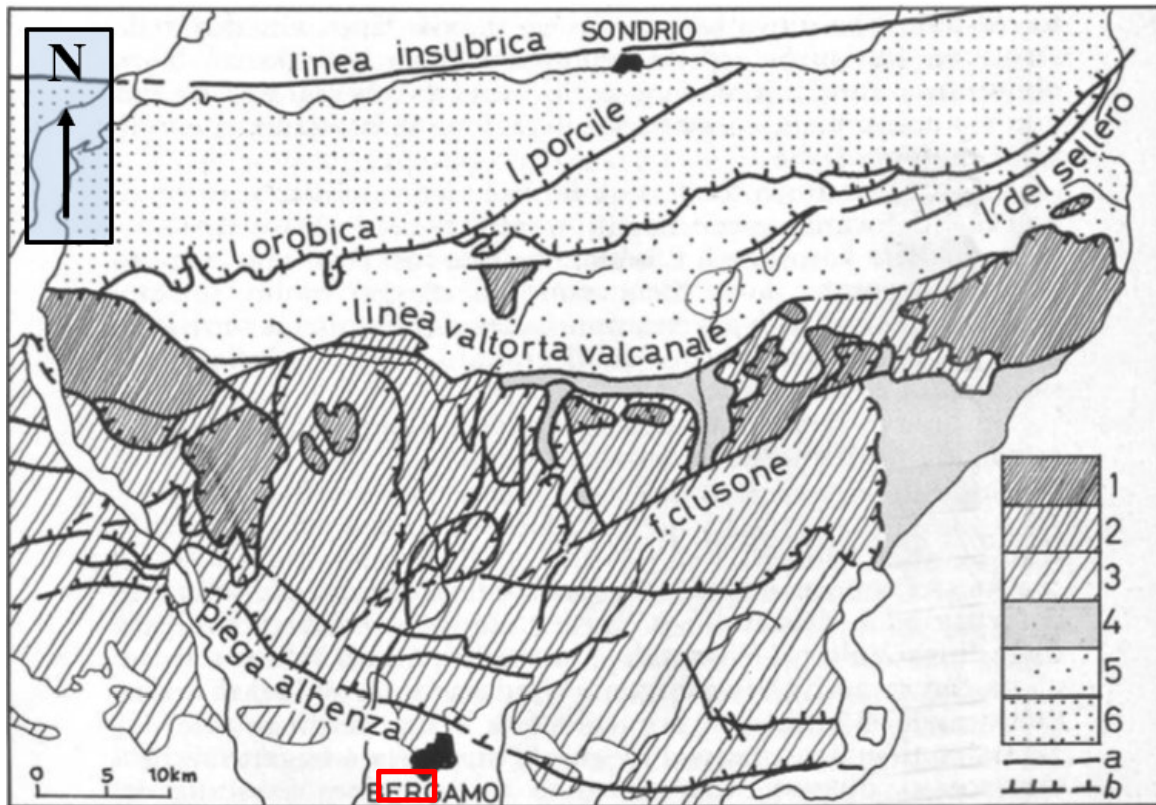 N
linea insubrica
SONDRIO
l. porcile
l. del sellero
l. orobica
linea valtorta valcanale
f. clusone
piega albenza
BERGAMO
0 5 10km
1
2
3
4
5
6
a
b